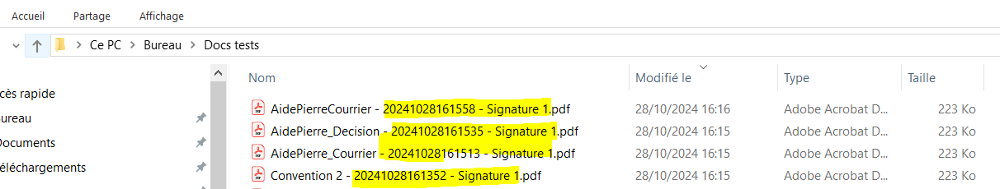 Accueil Partage Affichage
Ce PC > Bureau > Docs tests
Nom Modifié le Type Taille
ccès rapide
AidePierreCourrier - 20241028161558 - Signature 1.pdf 28/10/2024 16:16 Adobe Acrobat D... 223 Ko
ureau
AidePierre_Decision - 20241028161535 - Signature 1.pdf 28/10/2024 16:15 Adobe Acrobat D... 223 Ko
ocuments
AidePierre_Courrier - 20241028161513 - Signature 1.pdf 28/10/2024 16:15 Adobe Acrobat D... 223 Ko
éléchargements
Convention 2 - 20241028161352 - Signature 1.pdf 28/10/2024 16:15 Adobe Acrobat D... 223 Ko